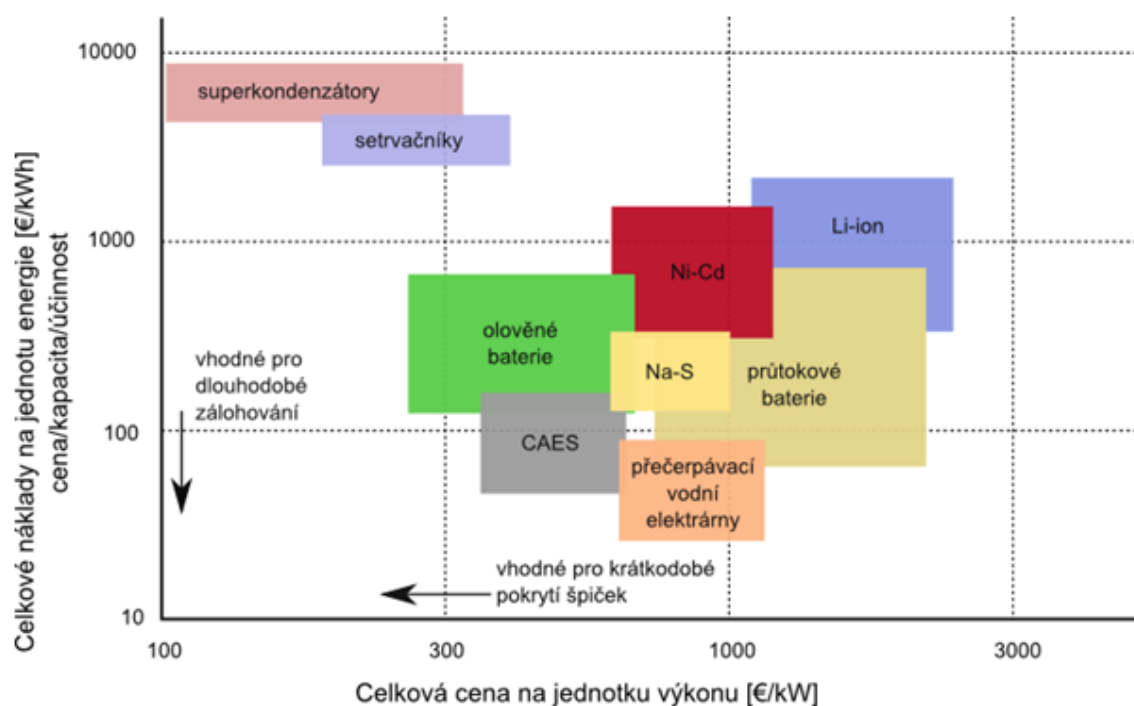 Celkové náklady na jednotu energie [€/kWh]
cena/kapacita/účinnost
10000
1000
100
10
superkondenzátory
setrvačníky
Li-ion
Ni-Cd
olověné
baterie
Na-S
průtokové
baterie
CAES
přečerpávací
vodní
elektrárny
vhodné pro
dlouhodobé
zálohování
vhodné pro krátkodobé
pokrytí špiček
100
300
1000
3000
Celková cena na jednotku výkonu [€/kW]